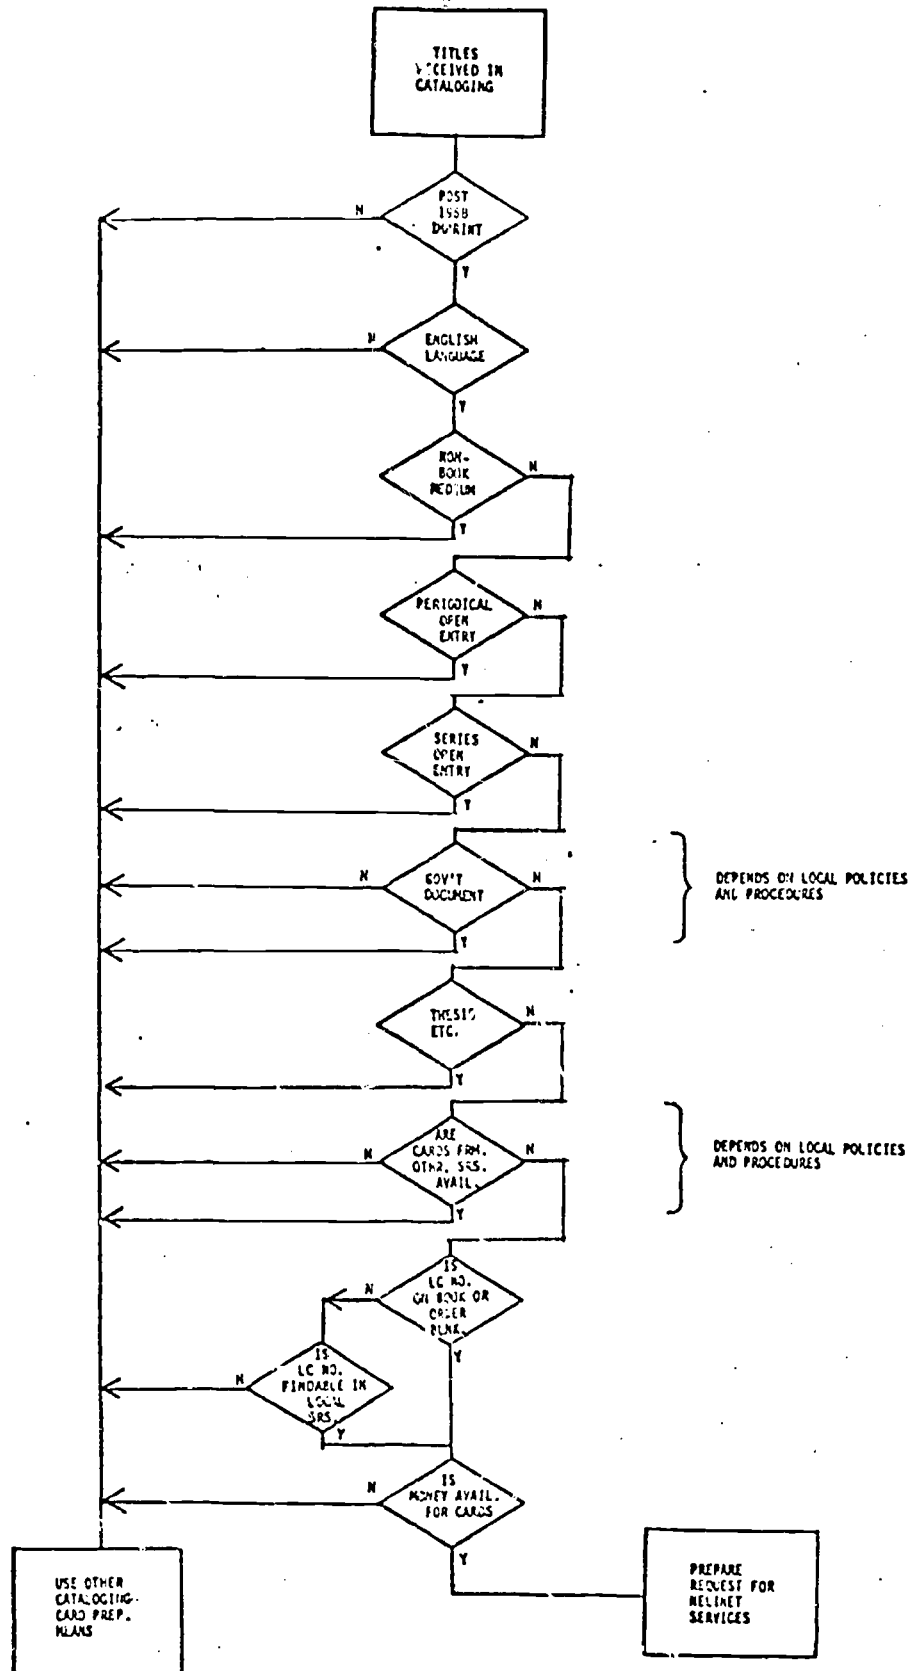 TITLES
RECEIVED IN
CATALOGING
POST
1968
IMPRINT
N
Y
ENGLISH
LANGUAGE
N
Y
NON-
BOOK
MEDIUM
N
Y
PERIODICAL
OPEN
ENTRY
N
Y
SERIES
OPEN
ENTRY
N
Y
GOV'T
DOCUMENT
N
N
Y
DEPENDS ON LOCAL POLICIES
AND PROCEDURES
THESIS
ETC.
N
Y
ARE
CARDS FRM.
OTHR. SRS.
AVAIL.
N
N
Y
DEPENDS ON LOCAL POLICIES
AND PROCEDURES
IS
LC NO.
ON BOOK OR
ORDER
BLNK.
N
Y
IS
LC NO.
FINDABLE IN
LOCAL
SRS.
N
Y
IS
MONEY AVAIL.
FOR CARDS
N
Y
USE OTHER
CATALOGING-
CARD PREP.
MEANS
PREPARE
REQUEST FOR
NELINET
SERVICES